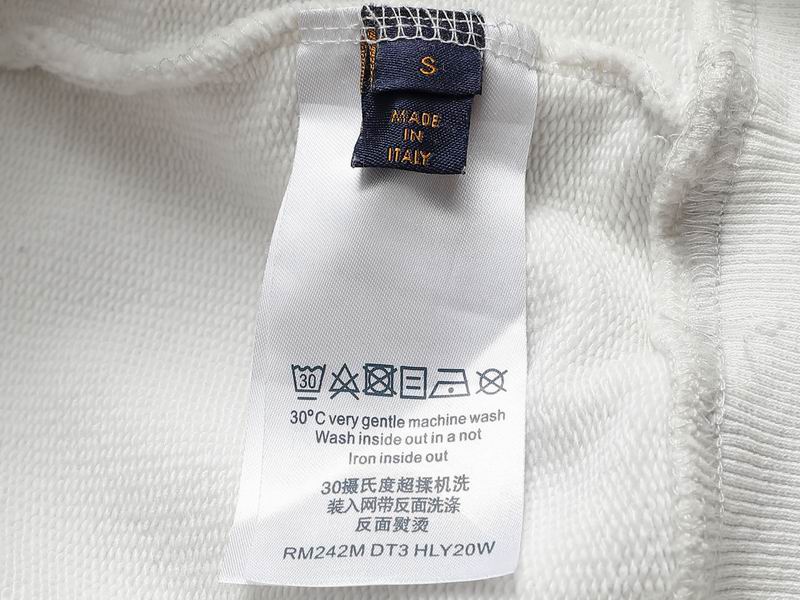 S
MADE
IN
ITALY
30
30°C very gentle machine wash
Wash inside out in a not
Iron inside out
30摄氏度超揉机洗
装入网带反面洗涤
反面熨烫
RM242M DT3 HLY20W